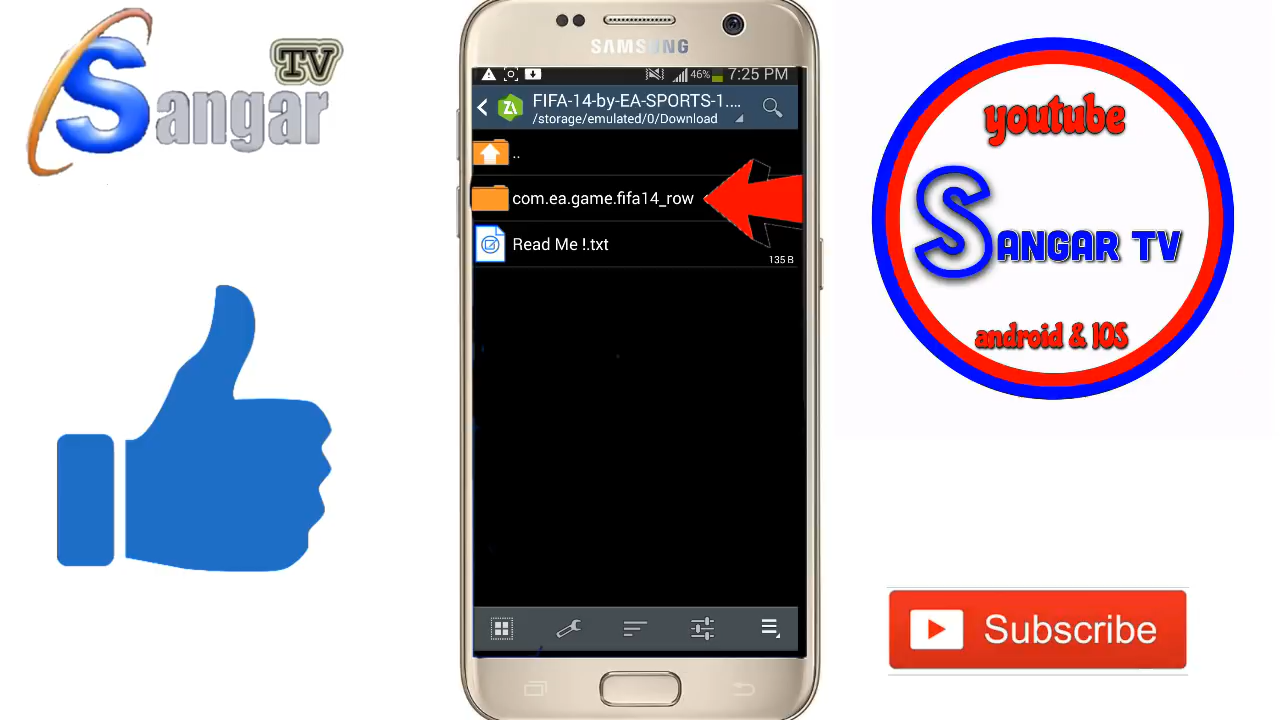 Sangar
TV
SAMSUNG
46% 7:25 PM
FIFA-14-by-EA-SPORTS-1....
/storage/emulated/0/Download
..
com.ea.game.fifa14_row
Read Me !.txt
135 B
youtube
SANGAR TV
android & IOS
Subscribe